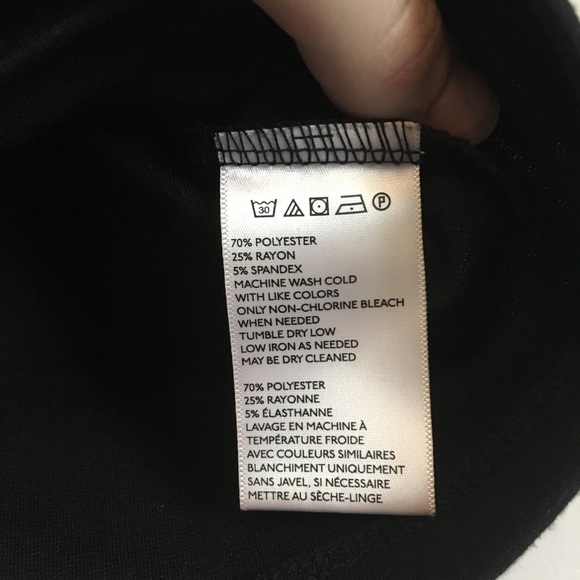 30 P
70% POLYESTER
25% RAYON
5% SPANDEX
MACHINE WASH COLD
WITH LIKE COLORS
ONLY NON-CHLORINE BLEACH
WHEN NEEDED
TUMBLE DRY LOW
LOW IRON AS NEEDED
MAY BE DRY CLEANED
70% POLYESTER
25% RAYONNE
5% ÉLASTHANNE
LAVAGE EN MACHINE À
TEMPÉRATURE FROIDE
AVEC COULEURS SIMILAIRES
BLANCHIMENT UNIQUEMENT
SANS JAVEL, SI NÉCESSAIRE
METTRE AU SÈCHE-LINGE